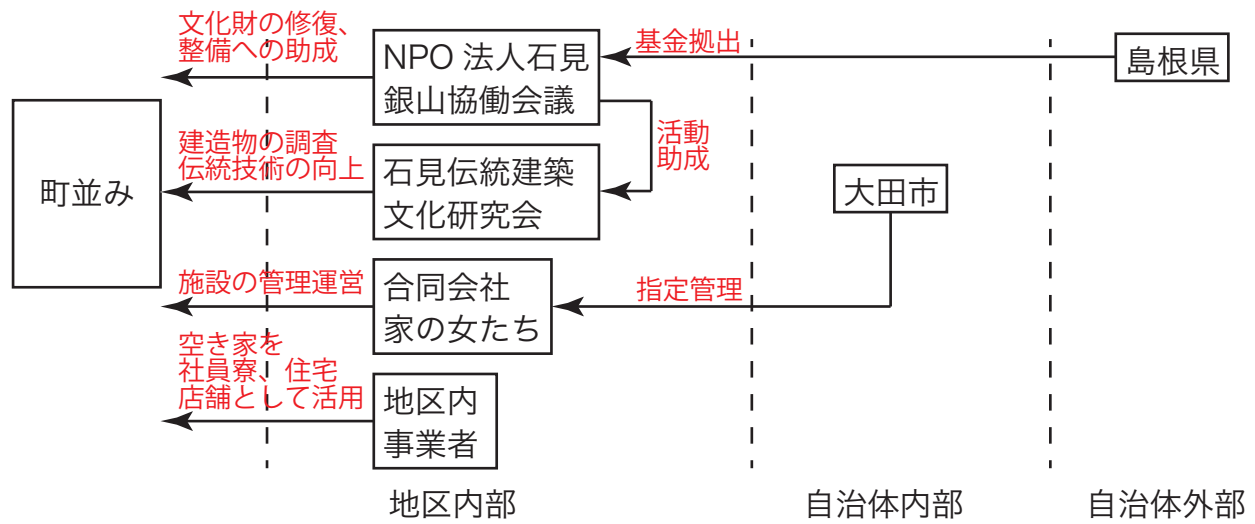 文化財の修復、
整備への助成
NPO 法人石見
銀山協働会議
基金拠出
島根県
活動
助成
建造物の調査
伝統技術の向上
石見伝統建築
文化研究会
町並み
大田市
施設の管理運営
合同会社
家の女たち
指定管理
空き家を
社員寮、住宅
店舗として活用
地区内
事業者
地区内部
自治体内部
自治体外部